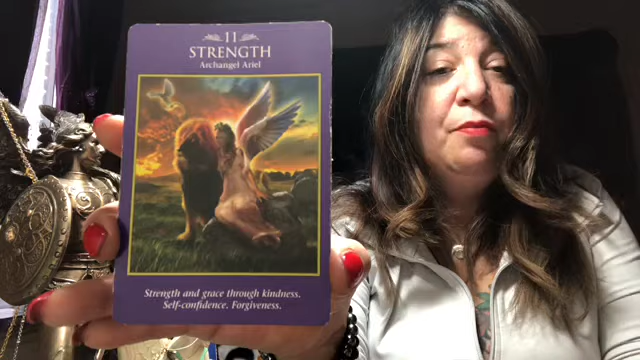 11
STRENGTH
Archangel Ariel
Strength and grace through kindness.
Self-confidence. Forgiveness.